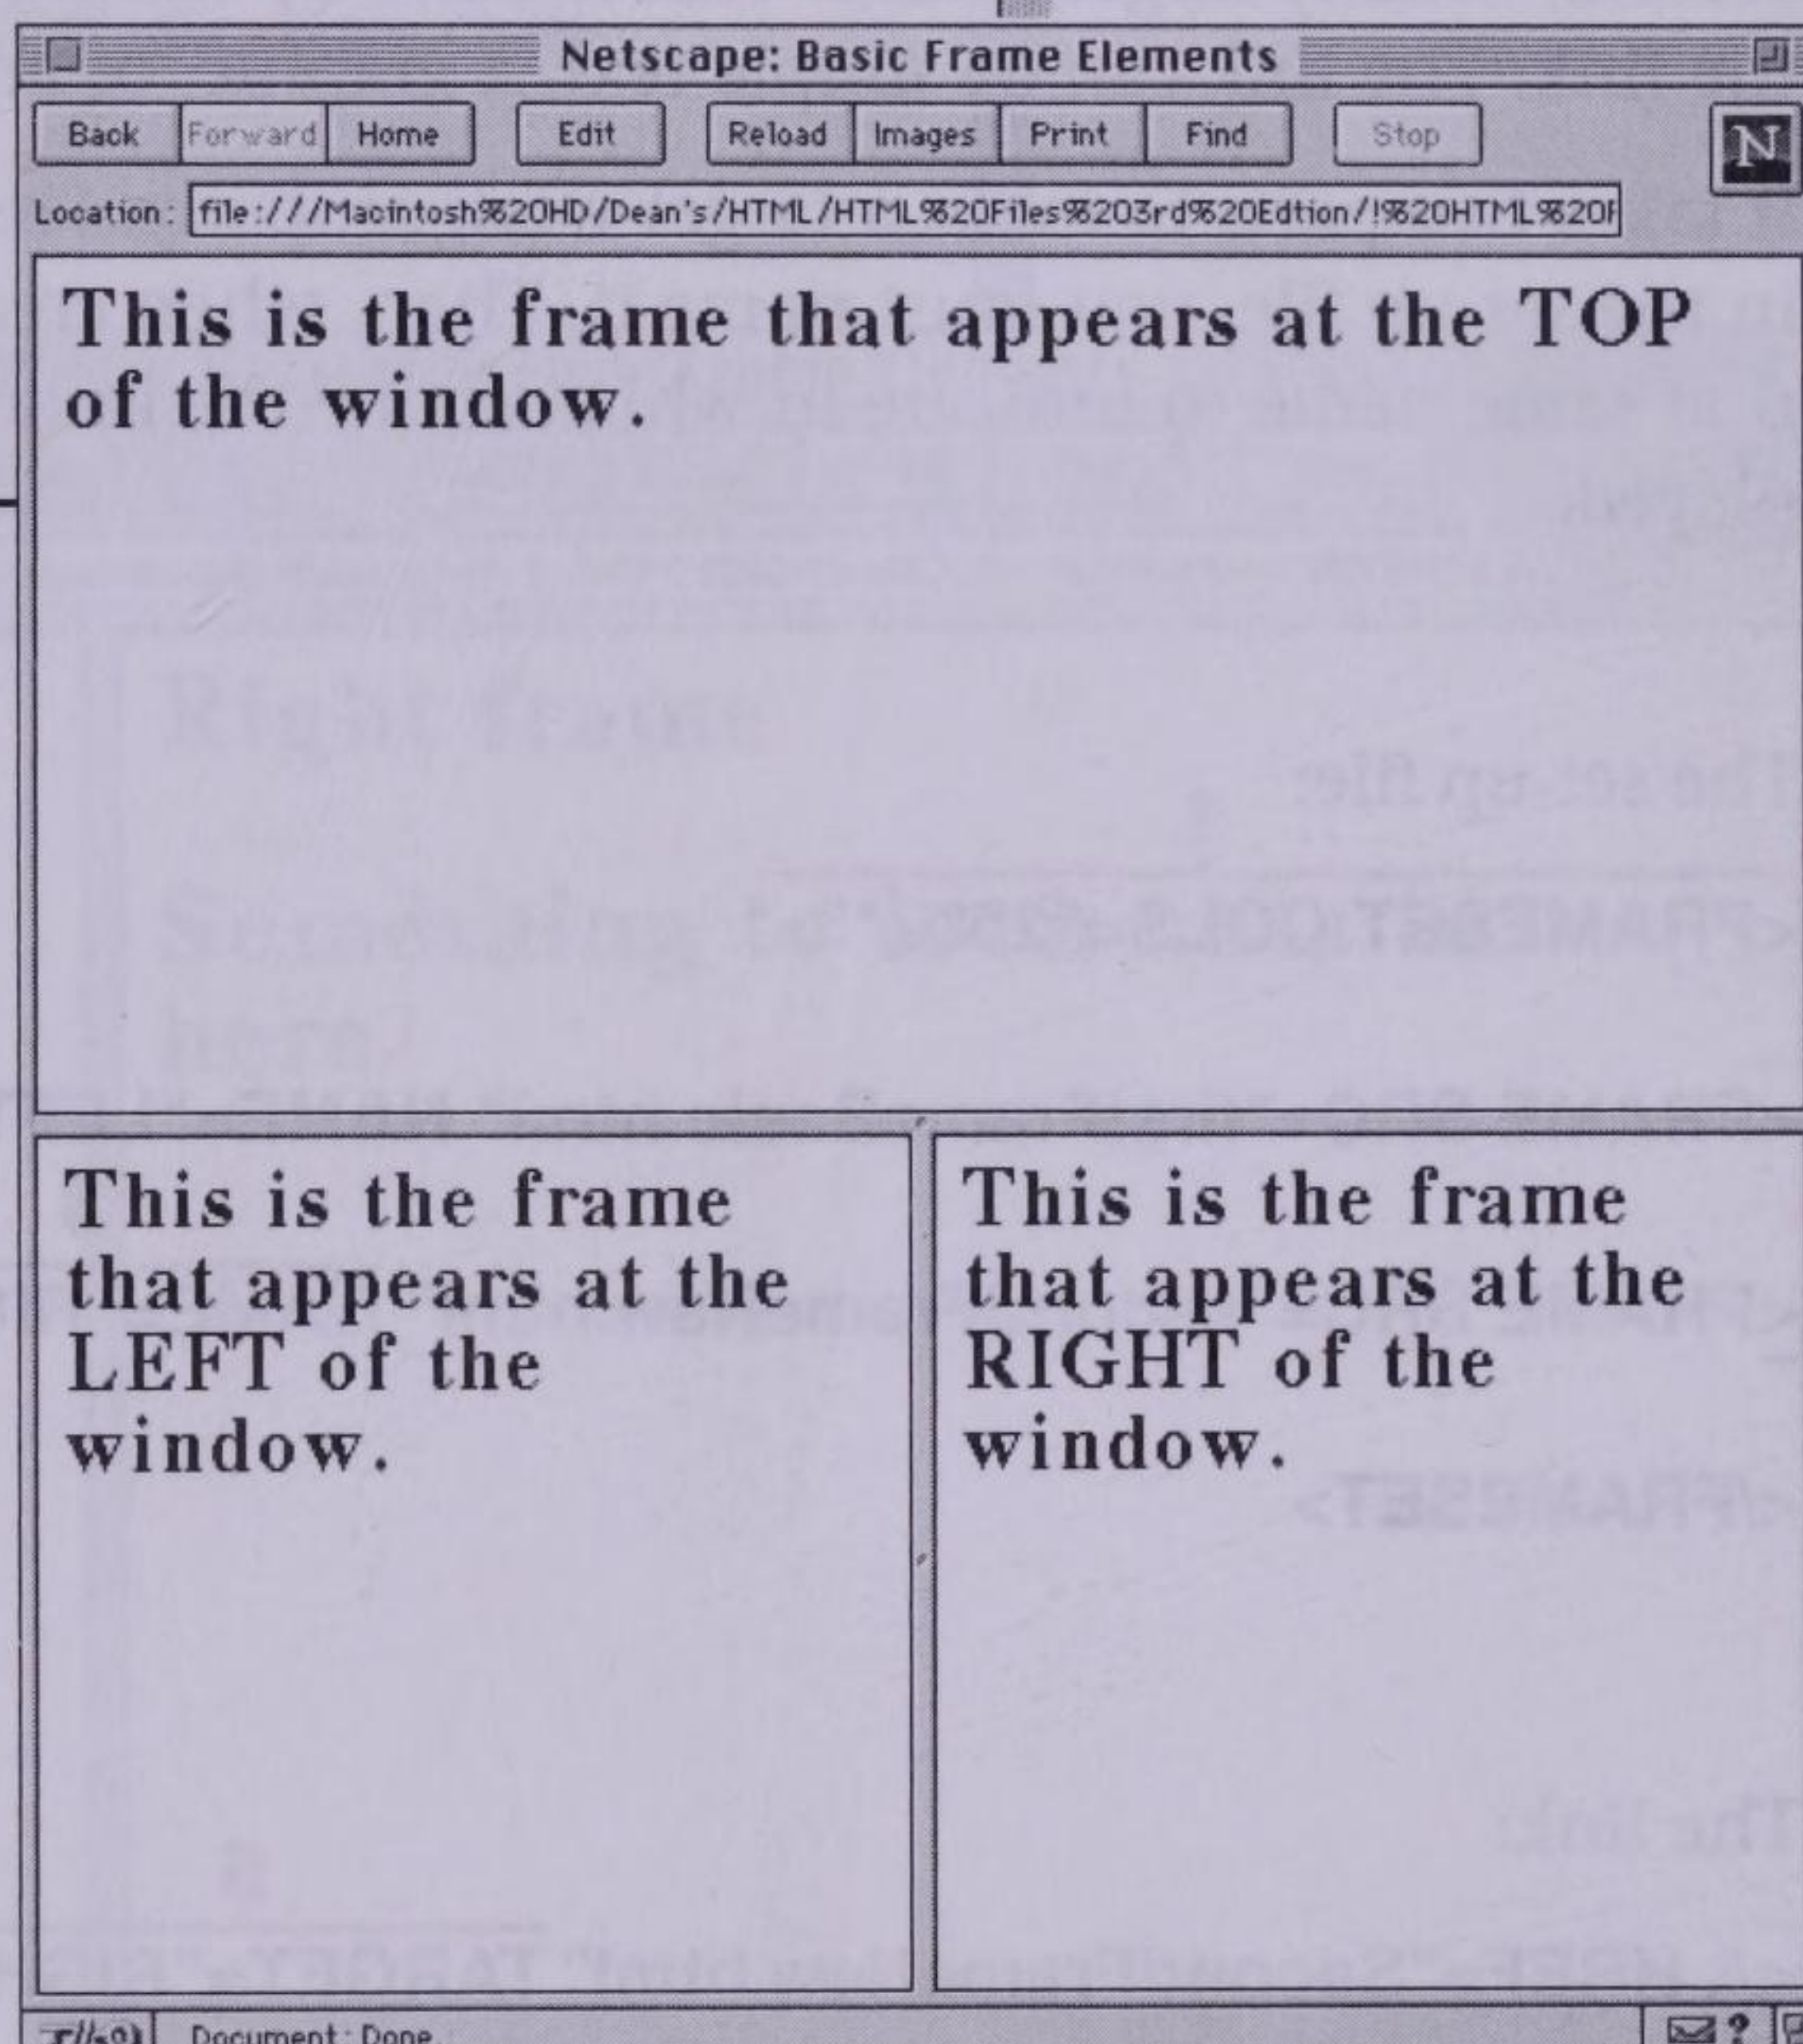 Netscape: Basic Frame Elements
Back Forward Home Edit Reload Images Print Find Stop N
Location: file:///Macintosh%20HD/Dean's/HTML/HTML%20Files%203rd%20Edtion/!%20HTML%20F
This is the frame that appears at the TOP
of the window.
This is the frame
that appears at the
LEFT of the
window.
This is the frame
that appears at the
RIGHT of the
window.
Document: Done.
?